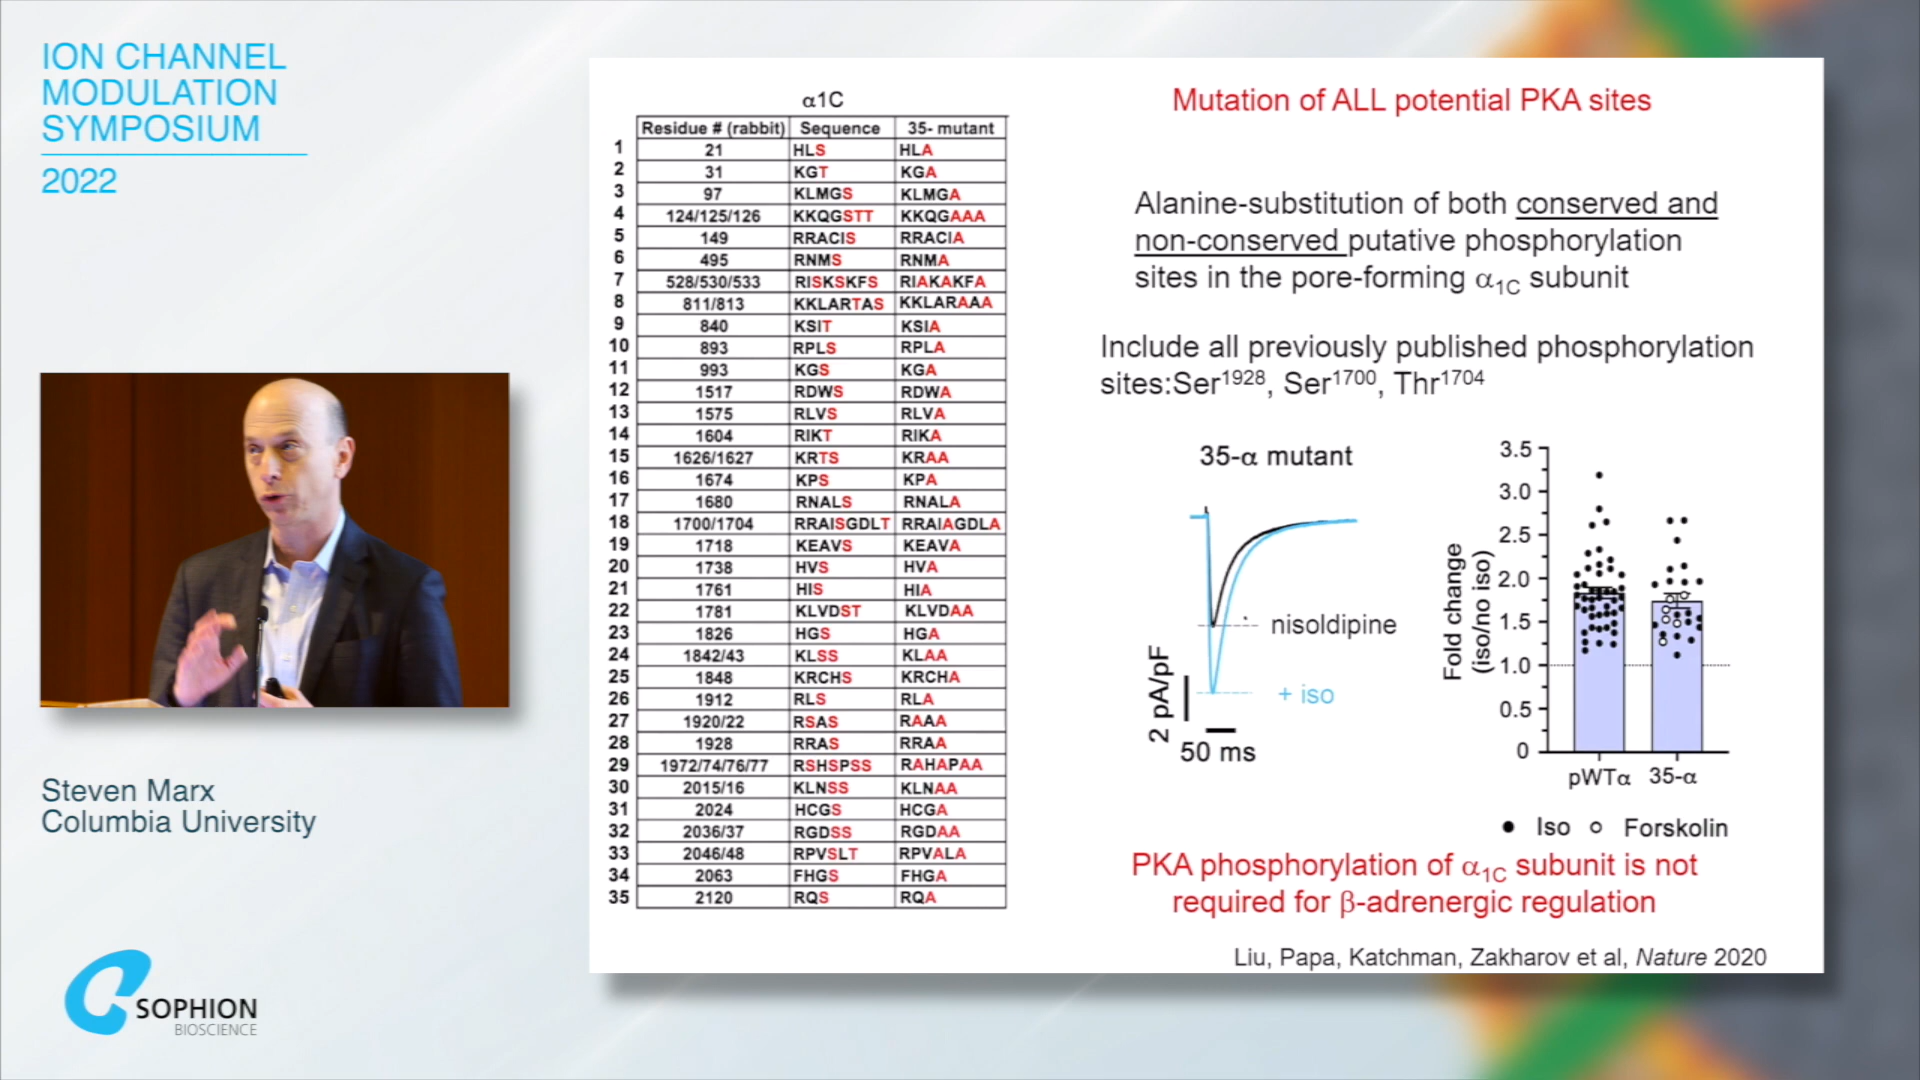 ION CHANNEL
MODULATION
SYMPOSIUM
2022
Steven Marx
Columbia University
SOPHION
BIOSCIENCE
α1C
Residue # (rabbit) Sequence 35- mutant
1 21 HLS HLA
2 31 KGT KGA
3 97 KLMGS KLMGA
4 124/125/126 KKQGSTT KKQGAAA
5 149 RRACIS RRACIA
6 495 RNMS RNMA
7 528/530/533 RISKSKFS RIAKAKFA
8 811/813 KKLARTAS KKLARAAA
9 840 KSIT KSIA
10 893 RPLS RPLA
11 993 KGS KGA
12 1517 RDWS RDWA
13 1575 RLVS RLVA
14 1604 RIKT RIKA
15 1626/1627 KRTS KRAA
16 1674 KPS KPA
17 1680 RNALS RNALA
18 1700/1704 RRAISGDLT RRAIAGDLA
19 1718 KEAVS KEAVA
20 1738 HVS HVA
21 1761 HIS HIA
22 1781 KLVDST KLVDAA
23 1826 HGS HGA
24 1842/43 KLSS KLAA
25 1848 KRCHS KRCHA
26 1912 RLS RLA
27 1920/22 RSAS RAAA
28 1928 RRAS RRAA
29 1972/74/76/77 RSHSPSS RAHAPAA
30 2015/16 KLNSS KLNAA
31 2024 HCGS HCGA
32 2036/37 RGDSS RGDAA
33 2046/48 RPVSLT RPVALA
34 2063 FHGS FHGA
35 2120 RQS RQA
Mutation of ALL potential PKA sites
Alanine-substitution of both conserved and
non-conserved putative phosphorylation
sites in the pore-forming α1C subunit
Include all previously published phosphorylation
sites:Ser1928, Ser1700, Thr1704
35-α mutant
nisoldipine
+ iso
2 pA/pF
50 ms
Fold change
(iso/no iso)
3.5
3.0
2.5
2.0
1.5
1.0
0.5
0
pWTα 35-α
● Iso ○ Forskolin
PKA phosphorylation of α1C subunit is not
required for β-adrenergic regulation
Liu, Papa, Katchman, Zakharov et al, Nature 2020